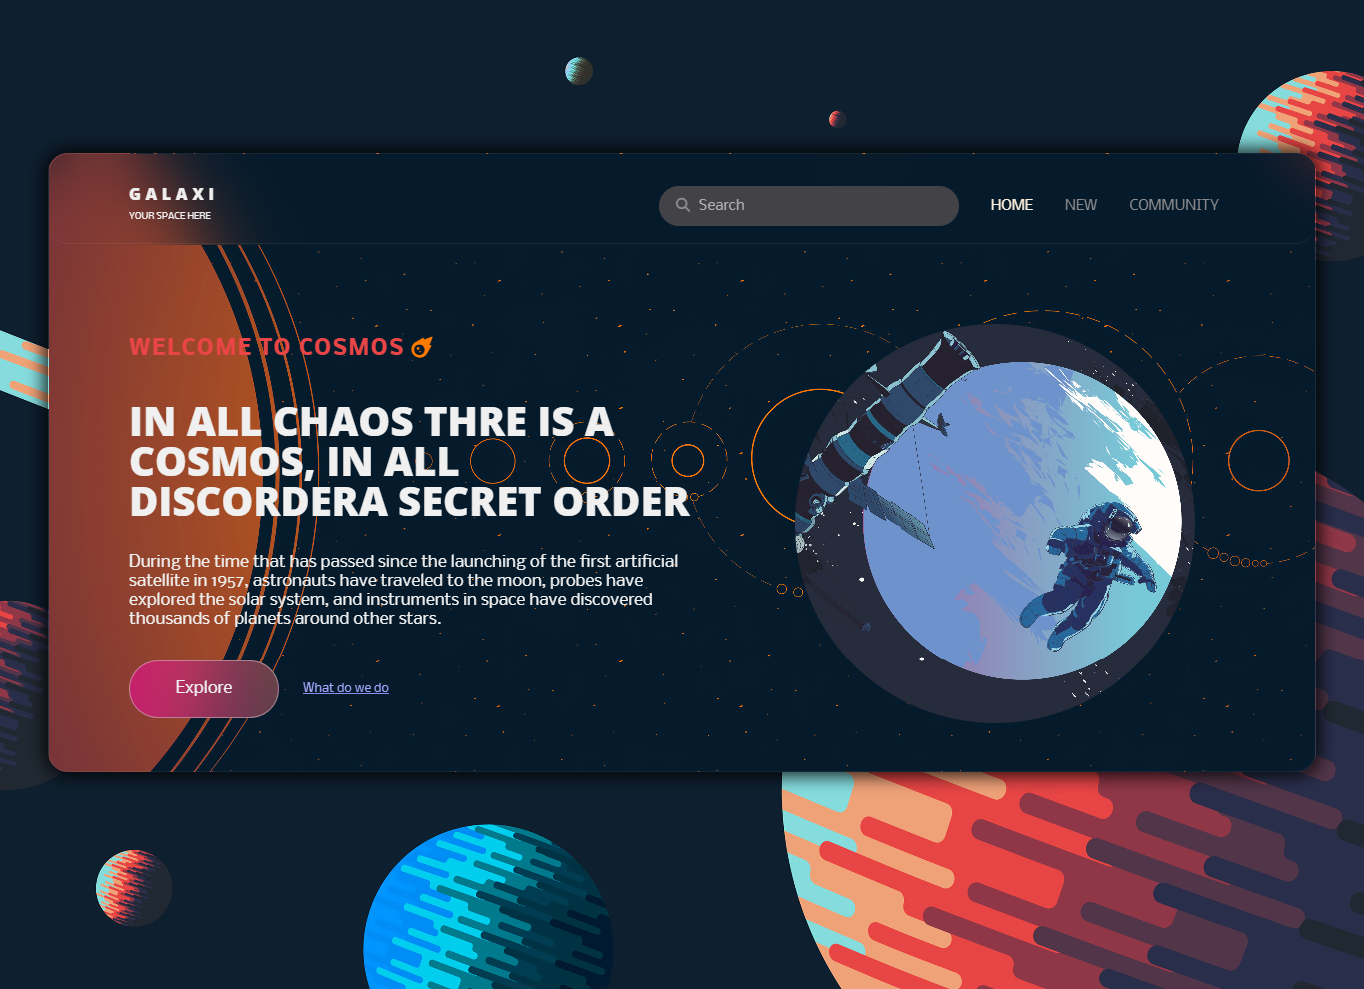 GALAXI
YOUR SPACE HERE
Search
HOME
NEW
COMMUNITY
WELCOME TO COSMOS
IN ALL CHAOS THRE IS A
COSMOS, IN ALL
DISCORDERA SECRET ORDER
During the time that has passed since the launching of the first artificial
satellite in 1957, astronauts have traveled to the moon, probes have
explored the solar system, and instruments in space have discovered
thousands of planets around other stars.
Explore
What do we do